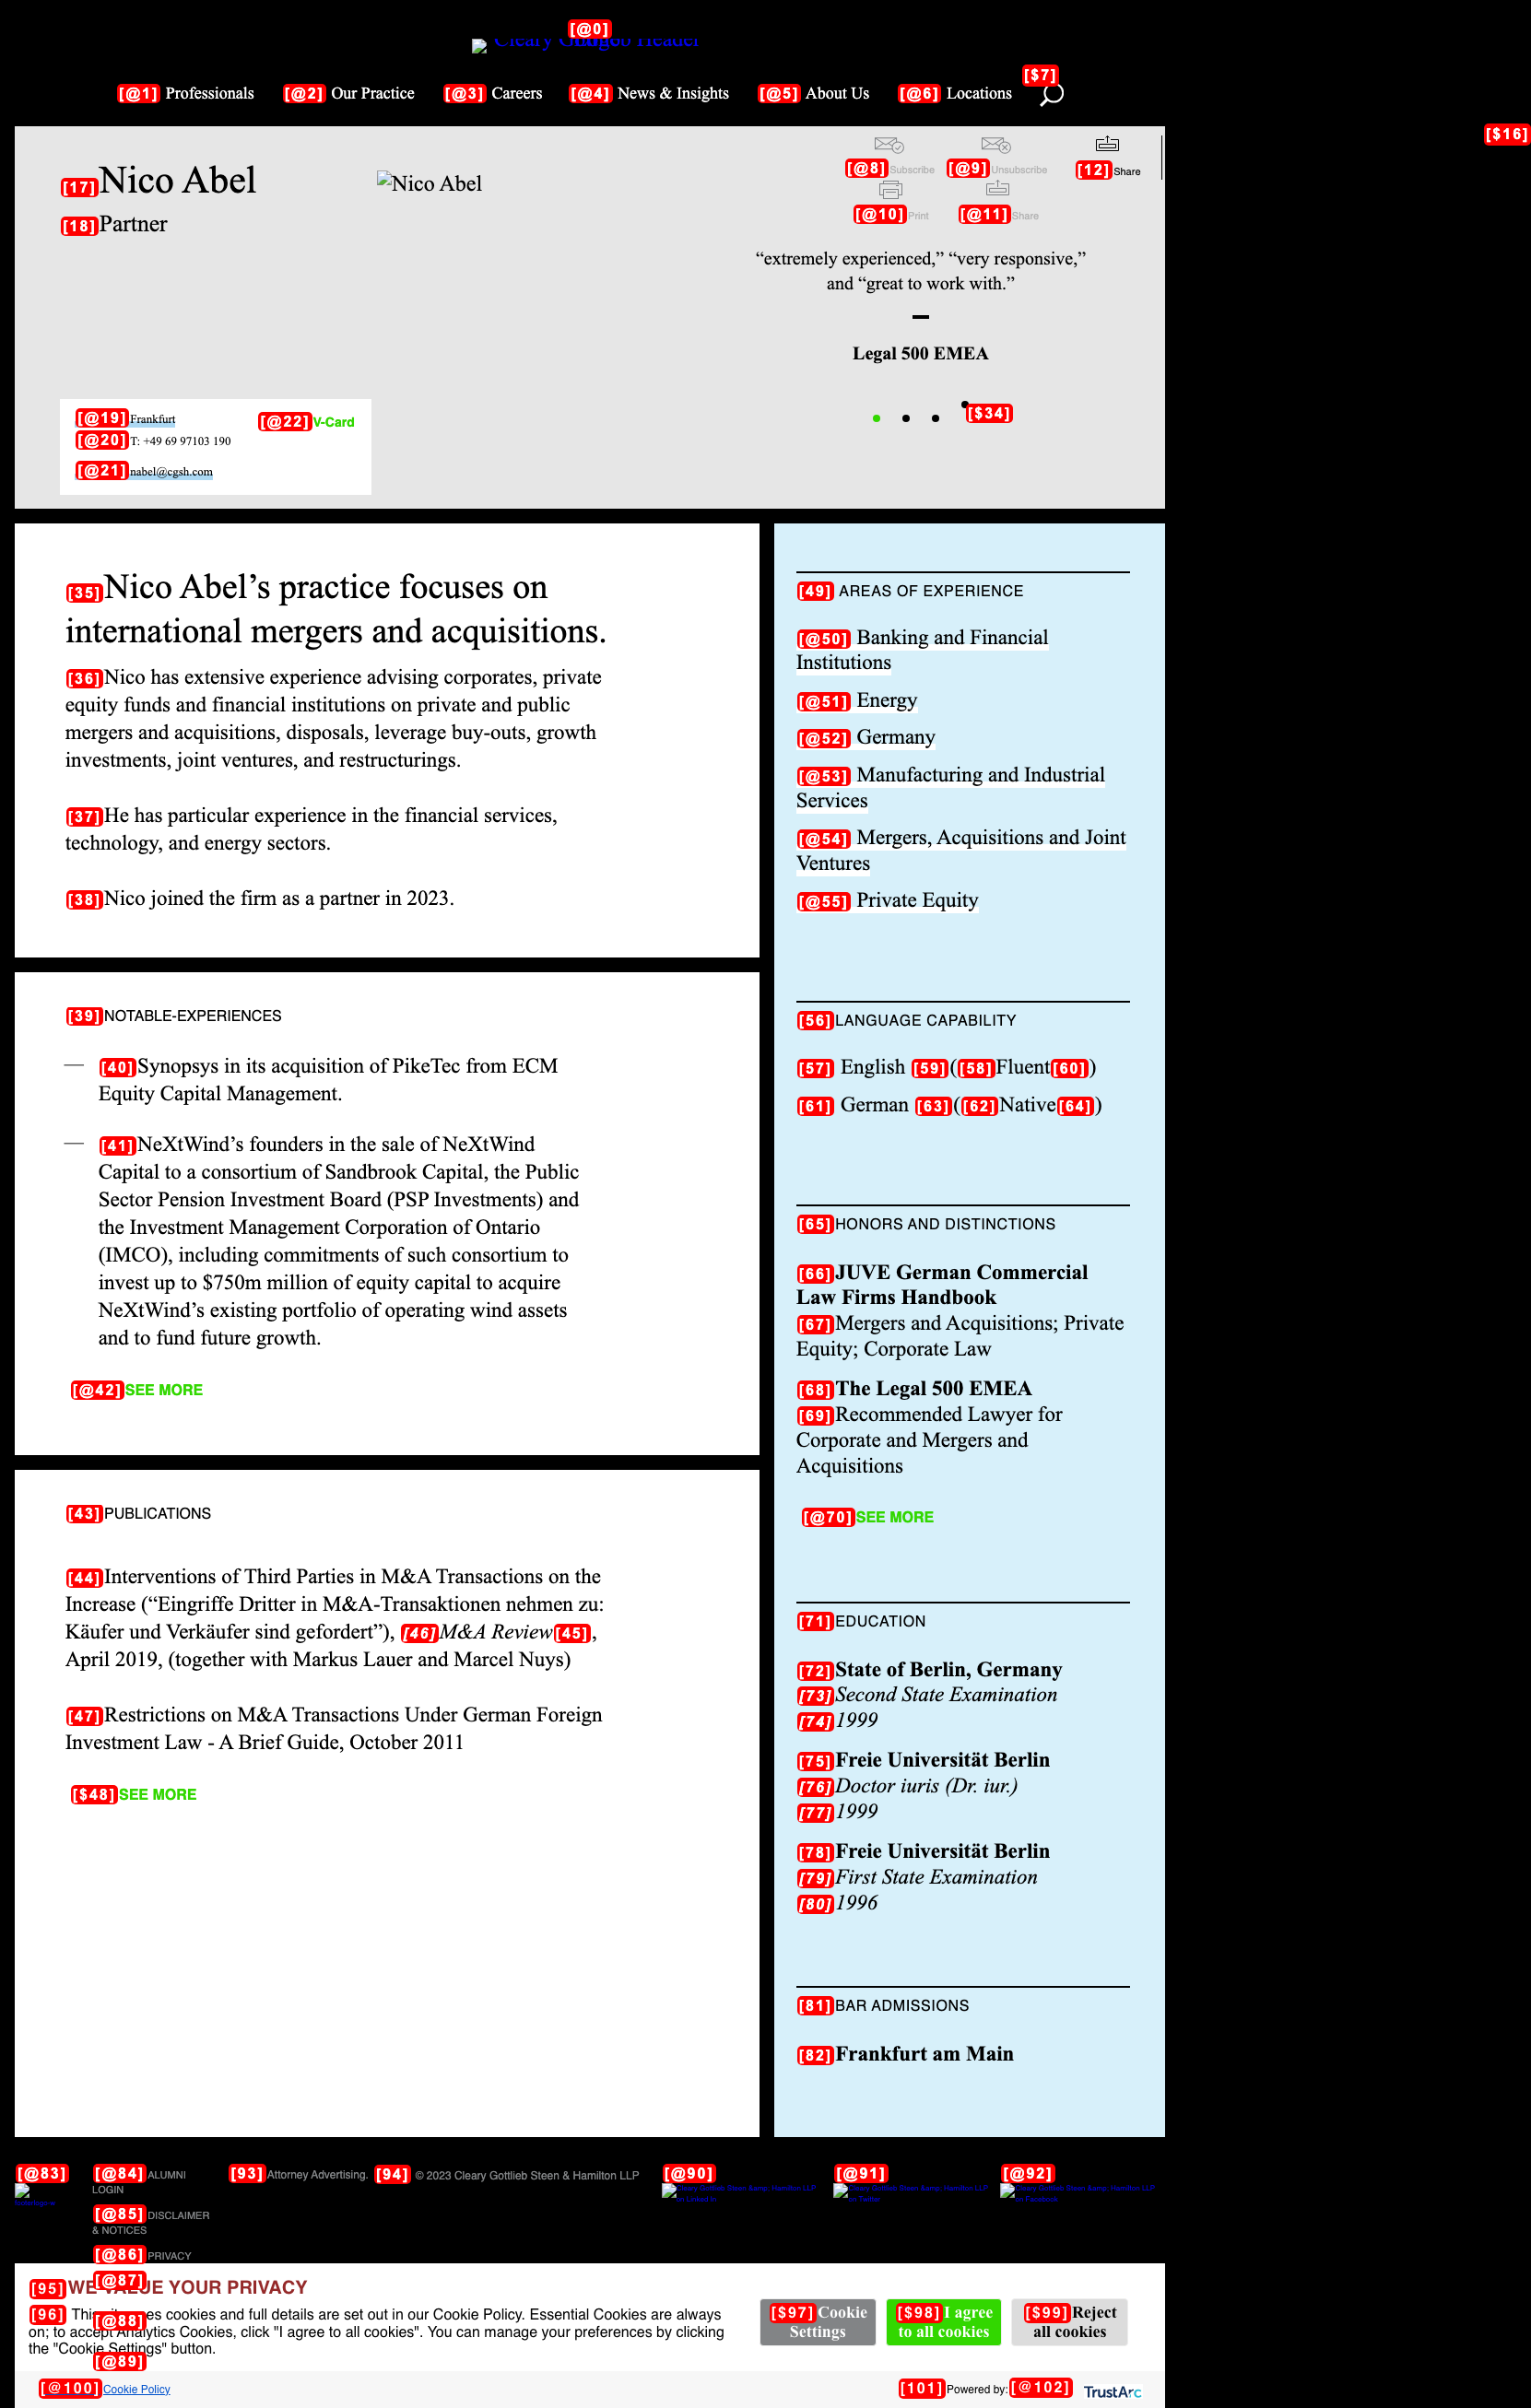 [@0]
Cleary Gottlieb Header
[@1] Professionals [@2] Our Practice [@3] Careers [@4] News & Insights [@5] About Us [@6] Locations [$7]
[$16]
[@8] Subscribe [@9] Unsubscribe [12] Share
[@10] Print [@11] Share
[17] Nico Abel
Nico Abel
[18] Partner
“extremely experienced,” “very responsive,”
and “great to work with.”
Legal 500 EMEA
[$34]
[@19] Frankfurt
[@20] T: +49 69 97103 190
[@21] nabel@cgsh.com
[@22] V-Card
[35] Nico Abel’s practice focuses on
international mergers and acquisitions.
[36] Nico has extensive experience advising corporates, private
equity funds and financial institutions on private and public
mergers and acquisitions, disposals, leverage buy-outs, growth
investments, joint ventures, and restructurings.
[37] He has particular experience in the financial services,
technology, and energy sectors.
[38] Nico joined the firm as a partner in 2023.
[39] NOTABLE-EXPERIENCES
— [40] Synopsys in its acquisition of PikeTec from ECM
Equity Capital Management.
— [41] NeXtWind’s founders in the sale of NeXtWind
Capital to a consortium of Sandbrook Capital, the Public
Sector Pension Investment Board (PSP Investments) and
the Investment Management Corporation of Ontario
(IMCO), including commitments of such consortium to
invest up to $750m million of equity capital to acquire
NeXtWind’s existing portfolio of operating wind assets
and to fund future growth.
[@42] SEE MORE
[43] PUBLICATIONS
[44] Interventions of Third Parties in M&A Transactions on the
Increase (“Eingriffe Dritter in M&A-Transaktionen nehmen zu:
Käufer und Verkäufer sind gefordert”), [46] M&A Review [45],
April 2019, (together with Markus Lauer and Marcel Nuys)
[47] Restrictions on M&A Transactions Under German Foreign
Investment Law - A Brief Guide, October 2011
[$48] SEE MORE
[49] AREAS OF EXPERIENCE
[@50] Banking and Financial
Institutions
[@51] Energy
[@52] Germany
[@53] Manufacturing and Industrial
Services
[@54] Mergers, Acquisitions and Joint
Ventures
[@55] Private Equity
[56] LANGUAGE CAPABILITY
[57] English [59] ([58] Fluent [60])
[61] German [63] ([62] Native [64])
[65] HONORS AND DISTINCTIONS
[66] JUVE German Commercial
Law Firms Handbook
[67] Mergers and Acquisitions; Private
Equity; Corporate Law
[68] The Legal 500 EMEA
[69] Recommended Lawyer for
Corporate and Mergers and
Acquisitions
[@70] SEE MORE
[71] EDUCATION
[72] State of Berlin, Germany
[73] Second State Examination
[74] 1999
[75] Freie Universität Berlin
[76] Doctor iuris (Dr. iur.)
[77] 1999
[78] Freie Universität Berlin
[79] First State Examination
[80] 1996
[81] BAR ADMISSIONS
[82] Frankfurt am Main
[@83]
[@84] ALUMNI
LOGIN
[@85] DISCLAIMER
& NOTICES
[@86] PRIVACY
[@87]
[@88]
[@89]
[93] Attorney Advertising. [94] © 2023 Cleary Gottlieb Steen & Hamilton LLP
[@90]
Cleary Gottlieb Steen &amp; Hamilton LLP
[@91]
Cleary Gottlieb Steen &amp; Hamilton LLP
on Twitter
[@92]
Cleary Gottlieb Steen &amp; Hamilton LLP
on Facebook
[95] WE VALUE YOUR PRIVACY
[96] This site uses cookies and full details are set out in our Cookie Policy. Essential Cookies are always
on; to accept Analytics Cookies, click "I agree to all cookies". You can manage your preferences by clicking
the "Cookie Settings" button.
[$97] Cookie
Settings
[$98] I agree
to all cookies
[$99] Reject
all cookies
[@100] Cookie Policy
[101] Powered by: [@102] TrustArc